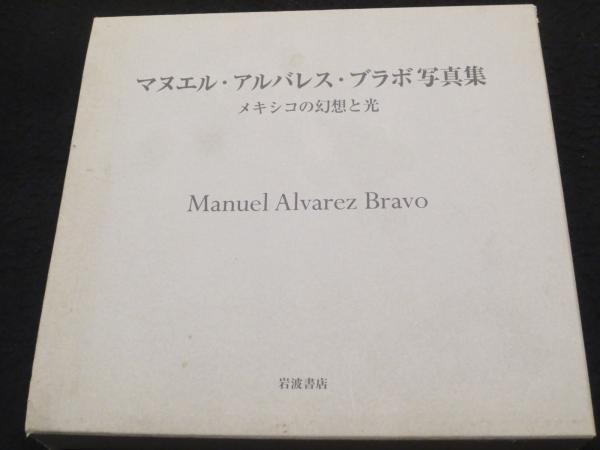 マヌエル・アルバレス・ブラボ写真集
メキシコの幻想と光
Manuel Alvarez Bravo
岩波書店